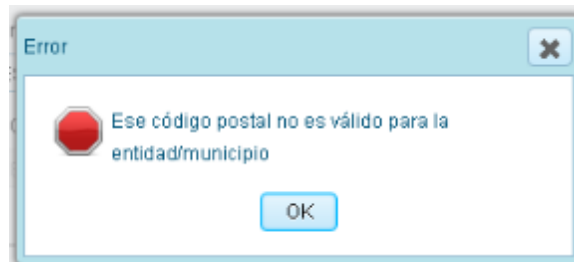 Error
Ese código postal no es válido para la
entidad/municipio
OK